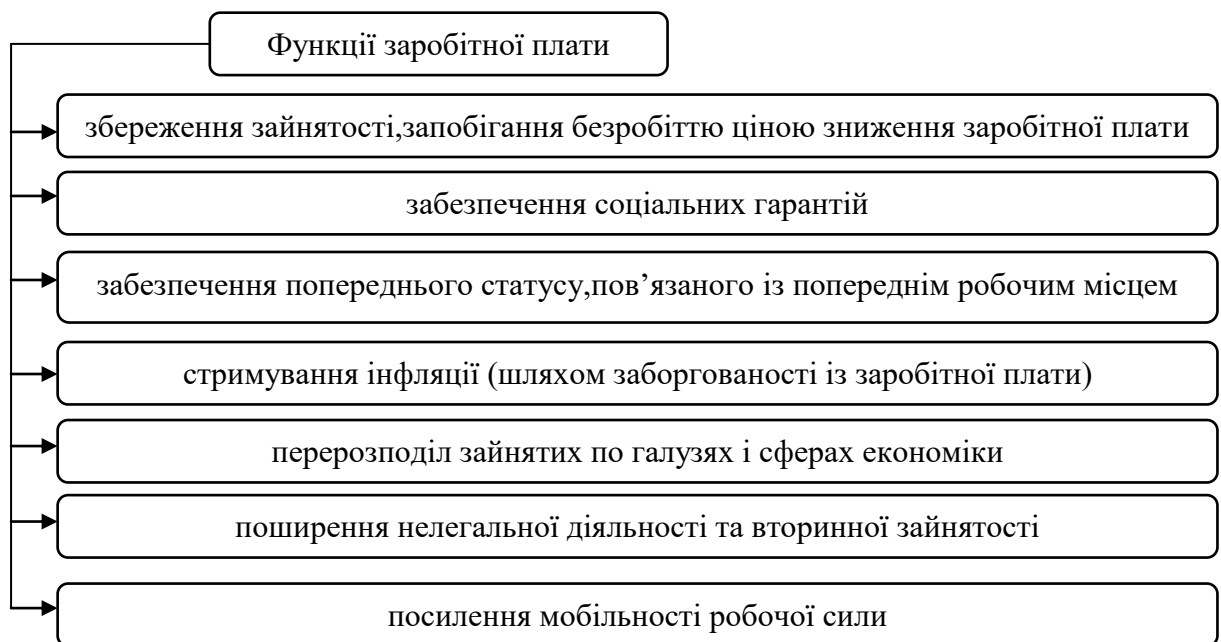 Функції заробітної плати
збереження зайнятості,запобігання безробіттю ціною зниження заробітної плати
забезпечення соціальних гарантій
забезпечення попереднього статусу,пов’язаного із попереднім робочим місцем
стримування інфляції (шляхом заборгованості із заробітної плати)
перерозподіл зайнятих по галузях і сферах економіки
поширення нелегальної діяльності та вторинної зайнятості
посилення мобільності робочої сили